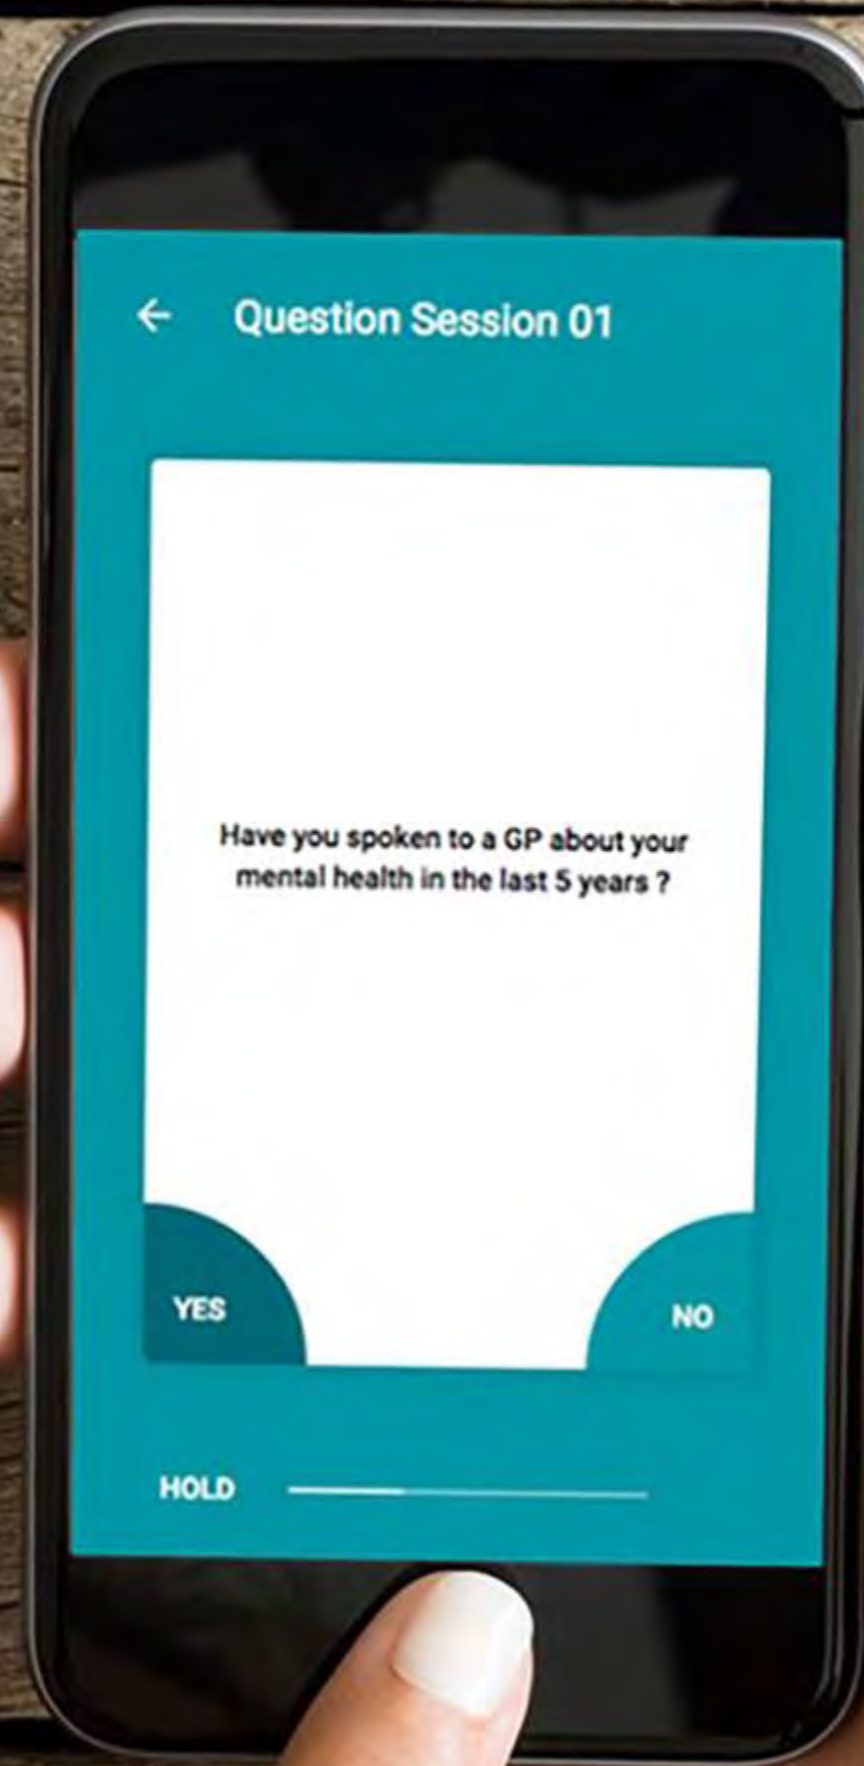 Question Session 01
Have you spoken to a GP about your
mental health in the last 5 years ?
YES
NO
HOLD